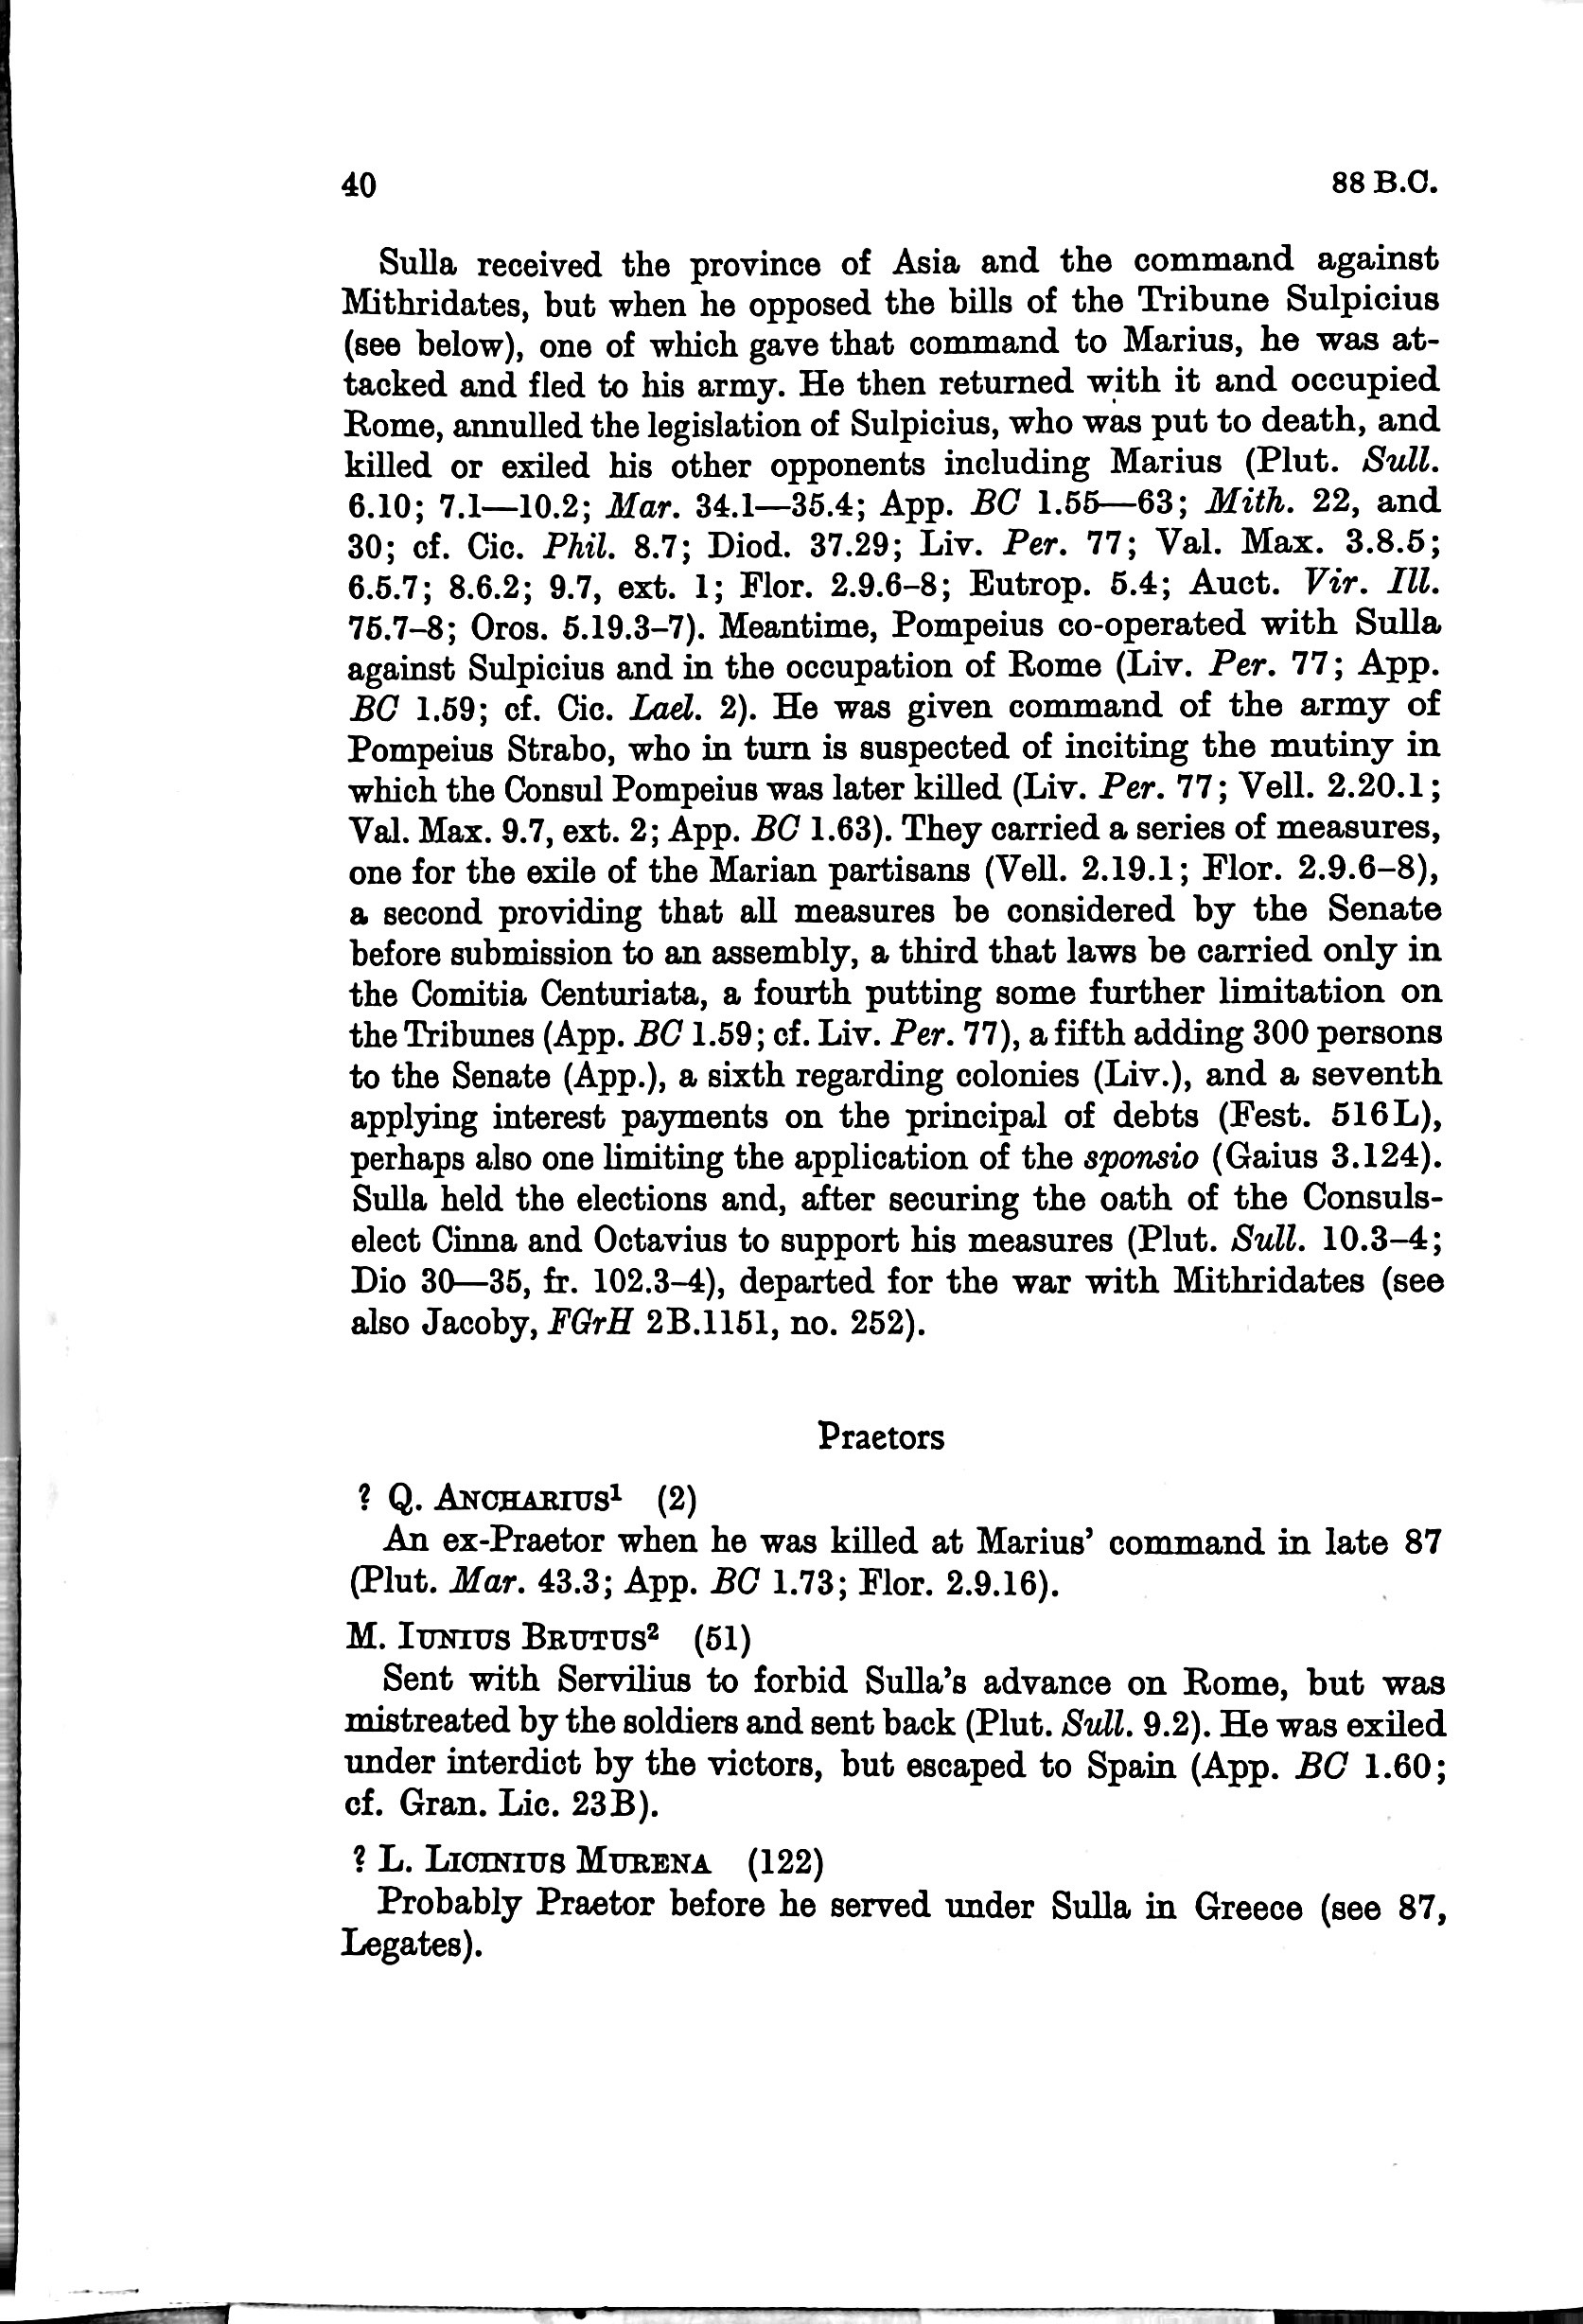 40 88 B.C.
Sulla received the province of Asia and the command against
Mithridates, but when he opposed the bills of the Tribune Sulpicius
(see below), one of which gave that command to Marius, he was at-
tacked and fled to his army. He then returned with it and occupied
Rome, annulled the legislation of Sulpicius, who was put to death, and
killed or exiled his other opponents including Marius (Plut. Sull.
6.10; 7.1—10.2; Mar. 34.1—35.4; App. BC 1.55—63; Mith. 22, and
30; cf. Cic. Phil. 8.7; Diod. 37.29; Liv. Per. 77; Val. Max. 3.8.5;
6.5.7; 8.6.2; 9.7, ext. 1; Flor. 2.9.6–8; Eutrop. 5.4; Auct. Vir. Ill.
75.7–8; Oros. 5.19.3–7). Meantime, Pompeius co-operated with Sulla
against Sulpicius and in the occupation of Rome (Liv. Per. 77; App.
BC 1.59; cf. Cic. Lael. 2). He was given command of the army of
Pompeius Strabo, who in turn is suspected of inciting the mutiny in
which the Consul Pompeius was later killed (Liv. Per. 77; Vell. 2.20.1;
Val. Max. 9.7, ext. 2; App. BC 1.63). They carried a series of measures,
one for the exile of the Marian partisans (Vell. 2.19.1; Flor. 2.9.6–8),
a second providing that all measures be considered by the Senate
before submission to an assembly, a third that laws be carried only in
the Comitia Centuriata, a fourth putting some further limitation on
the Tribunes (App. BC 1.59; cf. Liv. Per. 77), a fifth adding 300 persons
to the Senate (App.), a sixth regarding colonies (Liv.), and a seventh
applying interest payments on the principal of debts (Fest. 516L),
perhaps also one limiting the application of the sponsio (Gaius 3.124).
Sulla held the elections and, after securing the oath of the Consuls-
elect Cinna and Octavius to support his measures (Plut. Sull. 10.3–4;
Dio 30—35, fr. 102.3–4), departed for the war with Mithridates (see
also Jacoby, FGrH 2B.1151, no. 252).
Praetors
? Q. Ancharius¹ (2)
An ex-Praetor when he was killed at Marius’ command in late 87
(Plut. Mar. 43.3; App. BC 1.73; Flor. 2.9.16).
M. Iunius Brutus² (51)
Sent with Servilius to forbid Sulla’s advance on Rome, but was
mistreated by the soldiers and sent back (Plut. Sull. 9.2). He was exiled
under interdict by the victors, but escaped to Spain (App. BC 1.60;
cf. Gran. Lic. 23B).
? L. Licinius Murena (122)
Probably Praetor before he served under Sulla in Greece (see 87,
Legates).